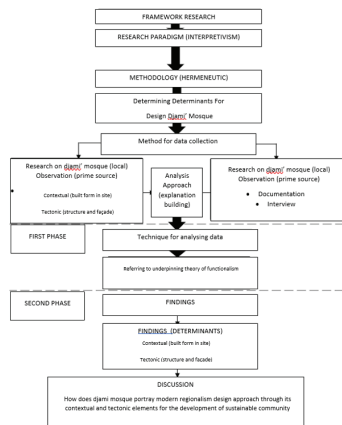 FRAMEWORK RESEARCH
RESEARCH PARADIGM (INTERPRETIVISM)
METHODOLOGY (HERMENEUTIC)
Determining Determinants For
Design Djami' Mosque
Method for data collection
Research on djami' mosque (local)
Observation (prime source)
Contextual (built form in site)
Tectonic (structure and façade)
Analysis
Approach
(explanation
building)
Research on djami' mosque (local)
Observation (prime source)
• Documentation
• Interview
FIRST PHASE
Technique for analysing data
Referring to underpinning theory of functionalism
SECOND PHASE
FINDINGS
FINDINGS (DETERMINANTS)
Contextual (built form in site)
Tectonic (structure and façade)
DISCUSSION
How does djami mosque portray modern regionalism design approach through its
contextual and tectonic elements for the development of sustainable community